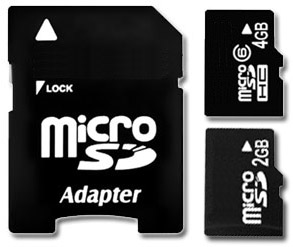 LOCK
micro
SD
Adapter
6
4GB
micro
SD
HC
2GB
micro
SD